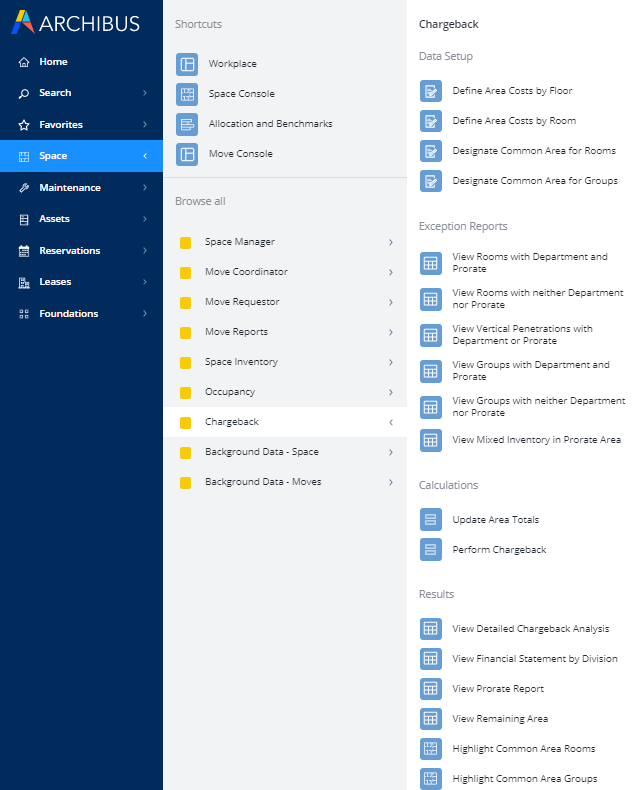 ARCHIBUS
Home
Search
Favorites
Space
Maintenance
Assets
Reservations
Leases
Foundations
Shortcuts
Workplace
Space Console
Allocation and Benchmarks
Move Console
Browse all
Space Manager
Move Coordinator
Move Requestor
Move Reports
Space Inventory
Occupancy
Chargeback
Background Data - Space
Background Data - Moves
Chargeback
Data Setup
Define Area Costs by Floor
Define Area Costs by Room
Designate Common Area for Rooms
Designate Common Area for Groups
Exception Reports
View Rooms with Department and
Prorate
View Rooms with neither Department
nor Prorate
View Vertical Penetrations with
Department or Prorate
View Groups with Department and
Prorate
View Groups with neither Department
nor Prorate
View Mixed Inventory in Prorate Area
Calculations
Update Area Totals
Perform Chargeback
Results
View Detailed Chargeback Analysis
View Financial Statement by Division
View Prorate Report
View Remaining Area
Highlight Common Area Rooms
Highlight Common Area Groups